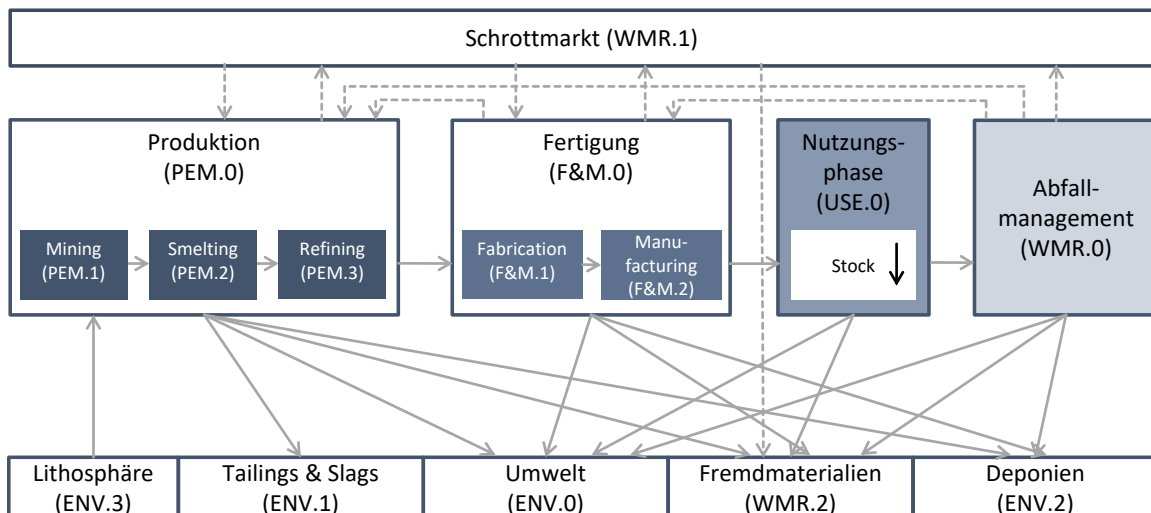 Schrottmarkt (WMR.1)
Produktion
(PEM.0)
Mining
(PEM.1)
Smelting
(PEM.2)
Refining
(PEM.3)
Fertigung
(F&M.0)
Fabrication
(F&M.1)
Manu-
facturing
(F&M.2)
Nutzungs-
phase
(USE.0)
Stock
Abfall-
management
(WMR.0)
Lithosphäre
(ENV.3)
Tailings & Slags
(ENV.1)
Umwelt
(ENV.0)
Fremdmaterialien
(WMR.2)
Deponien
(ENV.2)